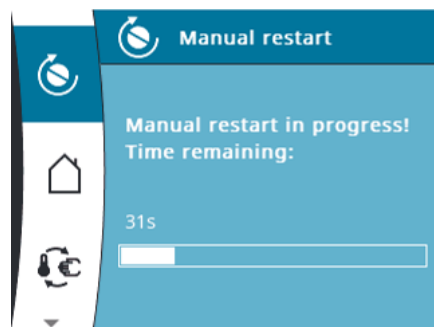 Manual restart
Manual restart in progress!
Time remaining:
31s